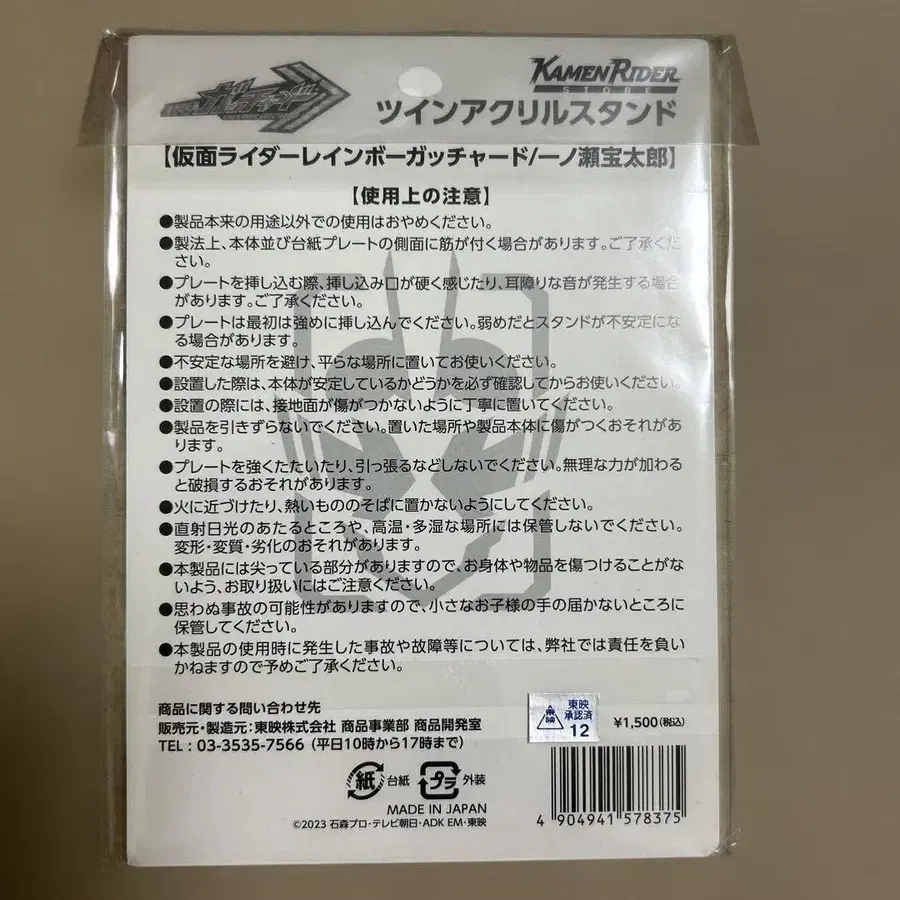 ガッチャード
KAMEN RIDER
STORE
ツインアクリルスタンド
【仮面ライダーレインボーガッチャード/一ノ瀬宝太郎】
【使用上の注意】
●製品本来の用途以外での使用はおやめください。
●製法上、本体並び台紙プレートの側面に筋が付く場合があります。ご了承くだ
さい。
●プレートを挿し込む際、挿し込み口が硬く感じたり、耳障りな音が発生する場合
があります。ご了承ください。
●プレートは最初は強めに挿し込んでください。弱めだとスタンドが不安定にな
る場合があります。
●不安定な場所を避け、平らな場所に置いてお使いください。
●設置した際は、本体が安定しているかどうかを必ず確認してからお使いください。
●設置の際には、接地面が傷がつかないように丁寧に置いてください。
●製品を引きずらないでください。置いた場所や製品本体に傷がつくおそれがあ
ります。
●プレートを強くたたいたり、引っ張るなどしないでください。無理な力が加わる
と破損するおそれがあります。
●火に近づけたり、熱いもののそばに置かないようにしてください。
●直射日光のあたるところや、高温・多湿な場所には保管しないでください。
変形・変質・劣化のおそれがあります。
●本製品には尖っている部分がありますので、お身体や物品を傷つけることがな
いよう、お取り扱いにはご注意ください。
●思わぬ事故の可能性がありますので、小さなお子様の手の届かないところに
保管してください。
●本製品の使用時に発生した事故や故障等については、弊社では責任を負い
かねますので予めご了承ください。
商品に関する問い合わせ先
販売元・製造元:東映株式会社 商品事業部 商品開発室
TEL:03-3535-7566(平日10時から17時まで)
東映
東映
承認済
12
¥1,500(税込)
紙 台紙 プラ 外装
MADE IN JAPAN
©2023 石森プロ・テレビ朝日・ADK EM・東映
4 904941 578375